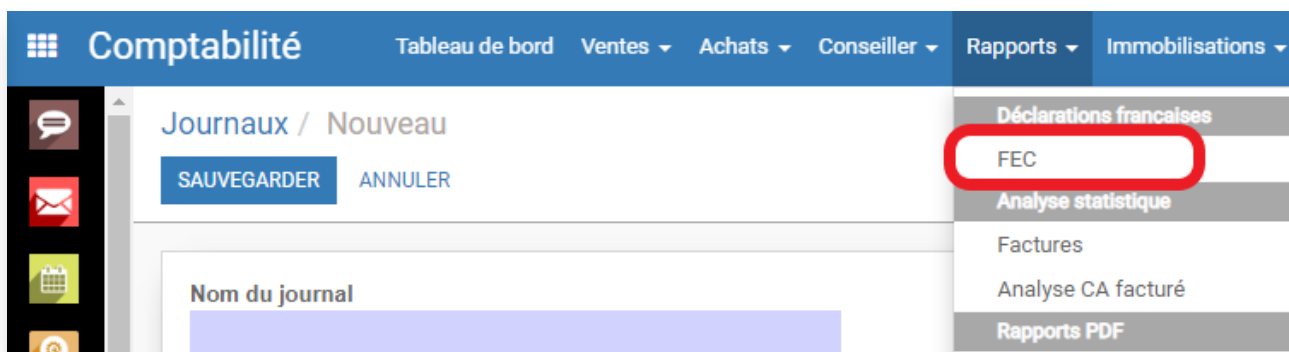 Comptabilité Tableau de bord Ventes Achats Conseiller Rapports Immobilisations
Journaux / Nouveau
SAUVEGARDER ANNULER
Nom du journal
Déclarations françaises
FEC
Analyse statistique
Factures
Analyse CA facturé
Rapports PDF